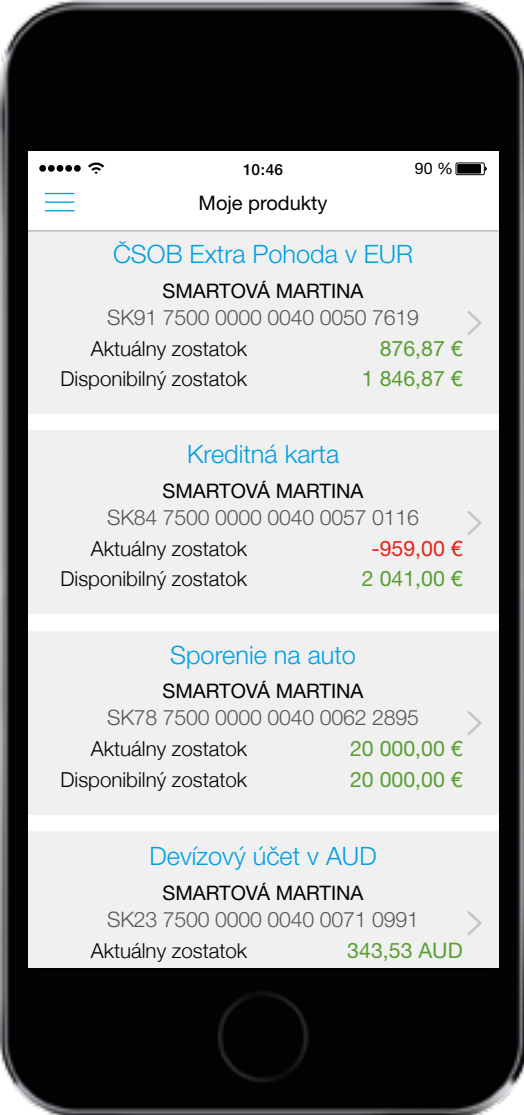 10:46 90 %
Moje produkty
ČSOB Extra Pohoda v EUR
SMARTOVÁ MARTINA
SK91 7500 0000 0040 0050 7619
Aktuálny zostatok 876,87 €
Disponibilný zostatok 1 846,87 €
Kreditná karta
SMARTOVÁ MARTINA
SK84 7500 0000 0040 0057 0116
Aktuálny zostatok -959,00 €
Disponibilný zostatok 2 041,00 €
Sporenie na auto
SMARTOVÁ MARTINA
SK78 7500 0000 0040 0062 2895
Aktuálny zostatok 20 000,00 €
Disponibilný zostatok 20 000,00 €
Devízový účet v AUD
SMARTOVÁ MARTINA
SK23 7500 0000 0040 0071 0991
Aktuálny zostatok 343,53 AUD